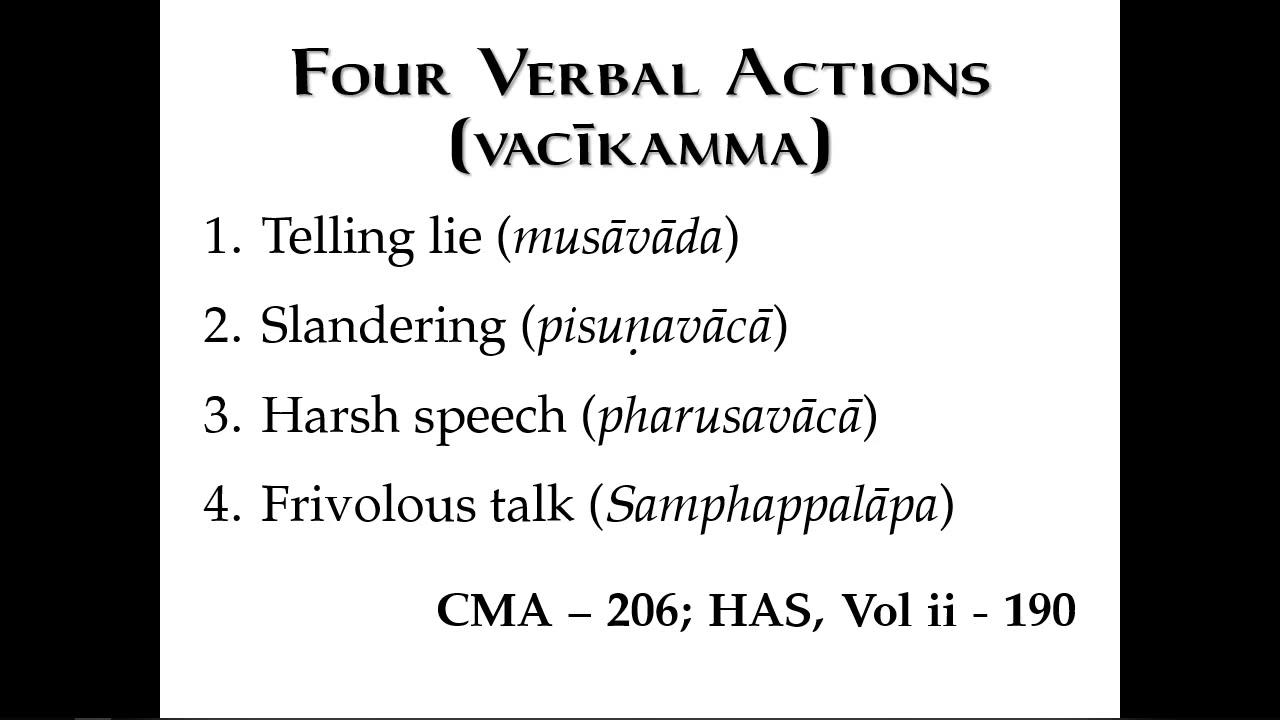 Four Verbal Actions
(vacīkamma)
1. Telling lie (musāvāda)
2. Slandering (pisuṇavācā)
3. Harsh speech (pharusavācā)
4. Frivolous talk (Samphappalāpa)
CMA – 206; HAS, Vol ii - 190